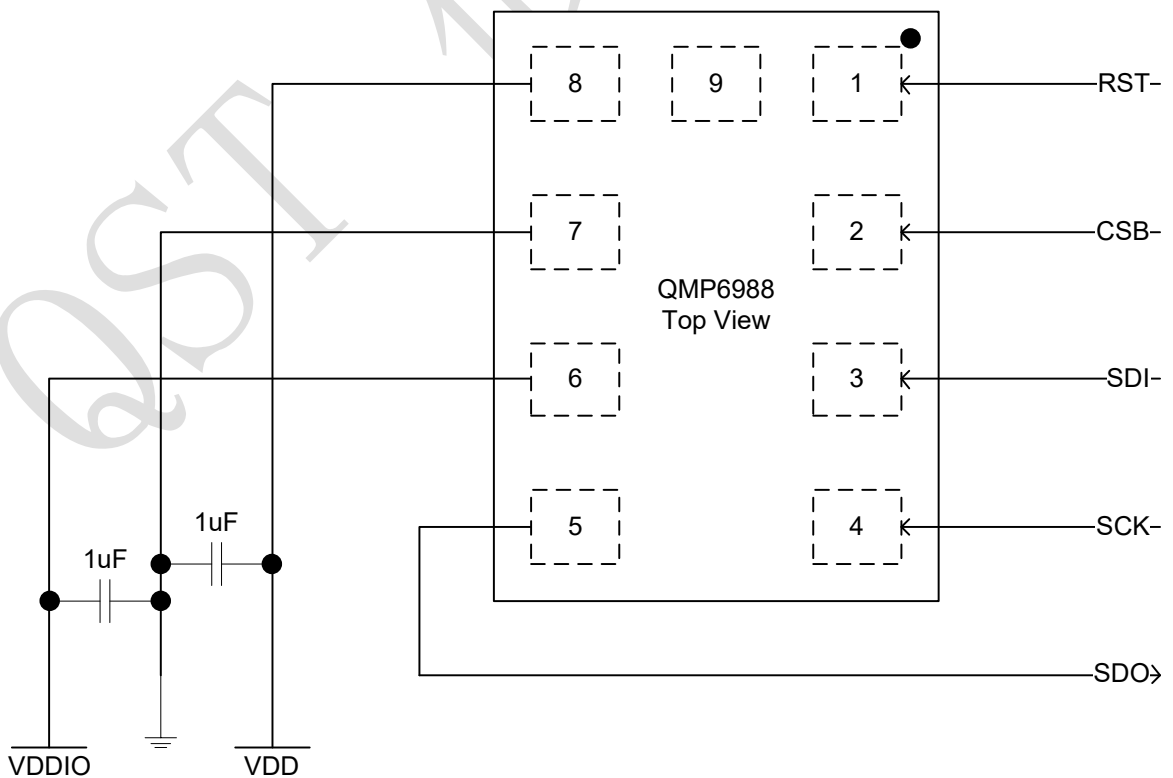 8 9 1 RST
7 2 CSB
QMP6988
Top View
6 3 SDI
5 4 SCK
1uF
1uF
SDO
VDDIO VDD
QST